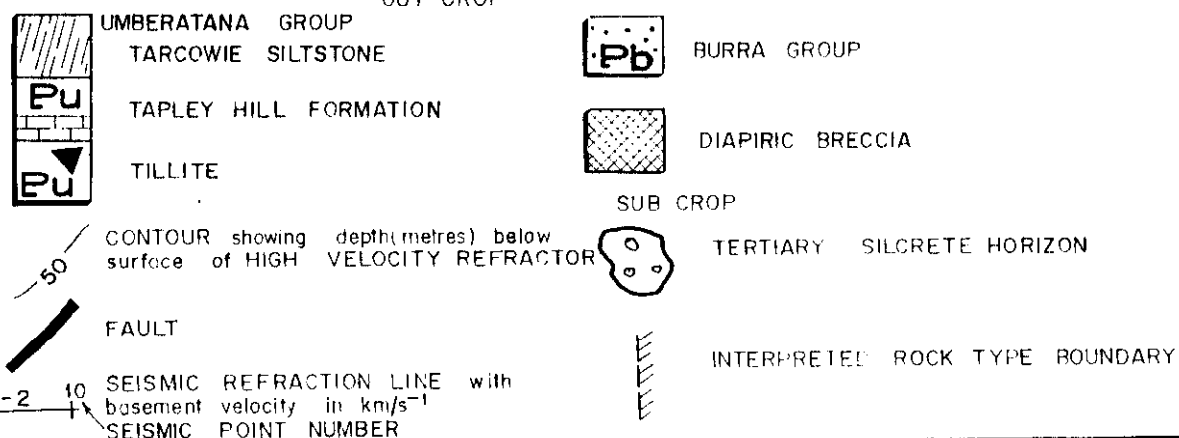 UMBERATANA GROUP
TARCOWIE SILTSTONE
Pu
TAPLEY HILL FORMATION
TILLITE
Pu
CONTOUR showing depth (metres) below
surface of HIGH VELOCITY REFRACTOR
50
FAULT
-2 10
SEISMIC REFRACTION LINE with
basement velocity in km/s⁻¹
SEISMIC POINT NUMBER
OUT CROP
Pb
BURRA GROUP
DIAPIRIC BRECCIA
SUB CROP
TERTIARY SILCRETE HORIZON
INTERPRETED ROCK TYPE BOUNDARY